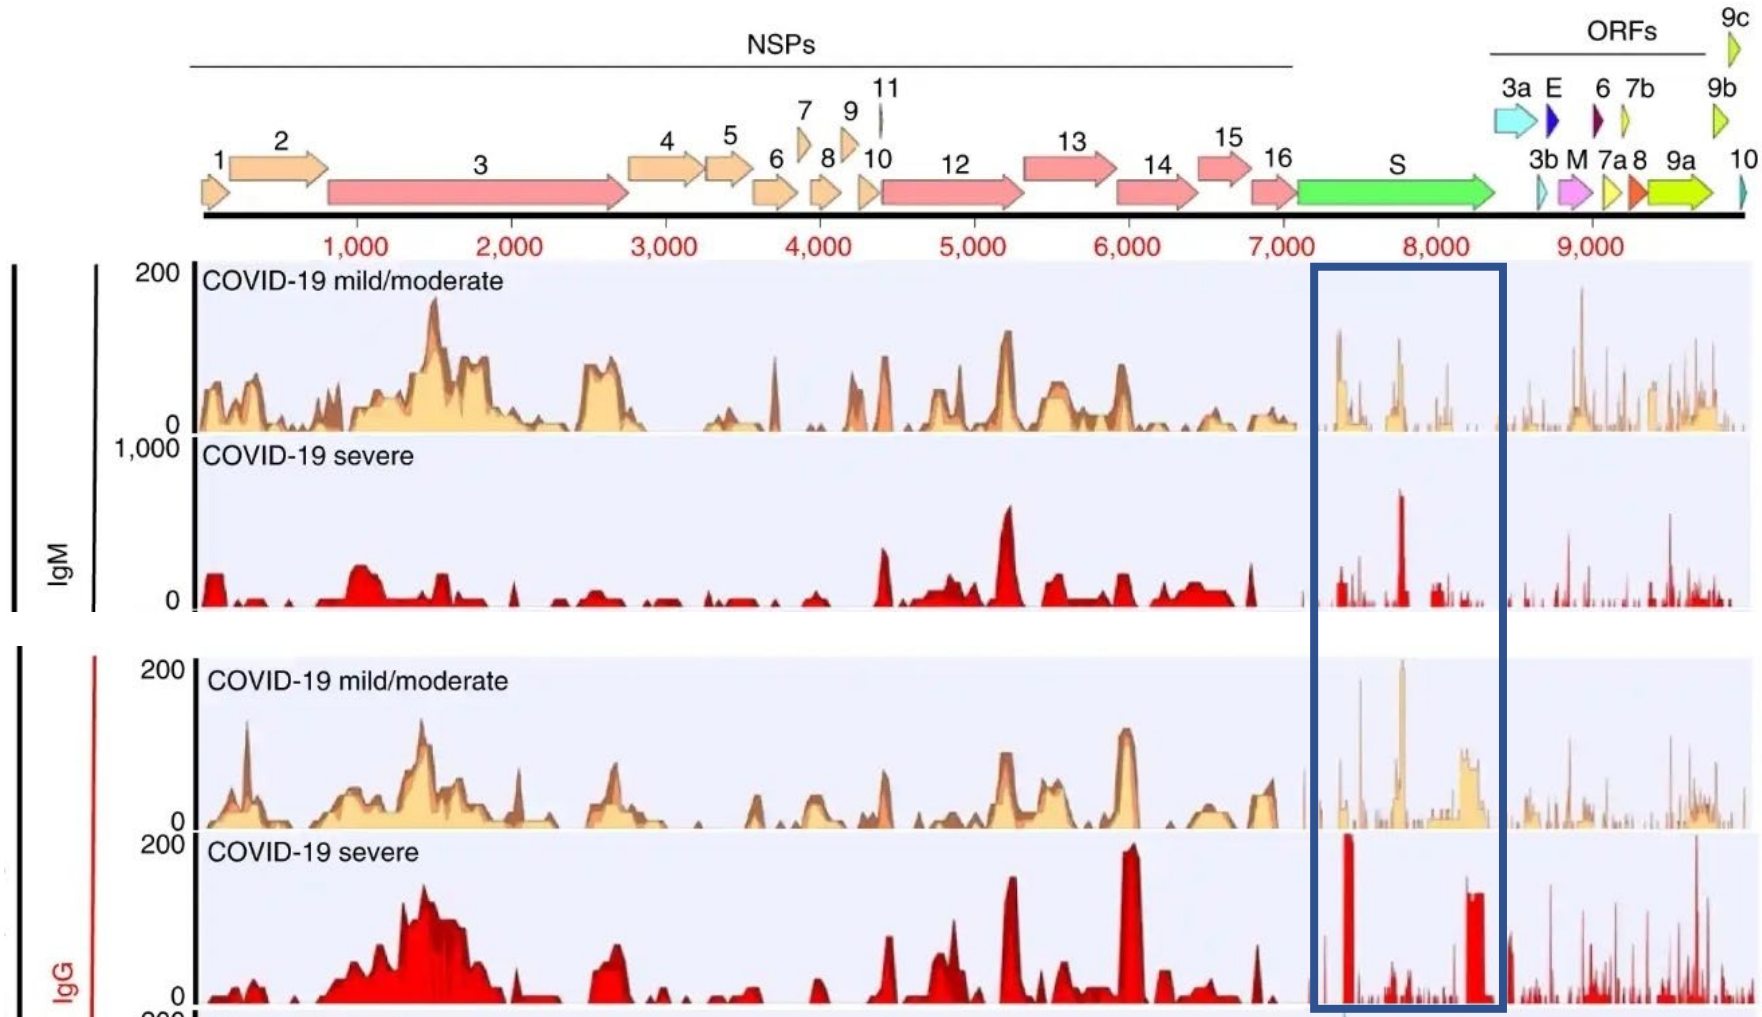 9c
NSPs
ORFs
11
3a E 6 7b 9b
7 9
2 4 5 13 15
1 3 6 8 10 12 14 16 S 3b M 7a 8 9a 10
1,000 2,000 3,000 4,000 5,000 6,000 7,000 8,000 9,000
200
COVID-19 mild/moderate
0
1,000
COVID-19 severe
IgM
0
200
COVID-19 mild/moderate
0
200
COVID-19 severe
IgG
0